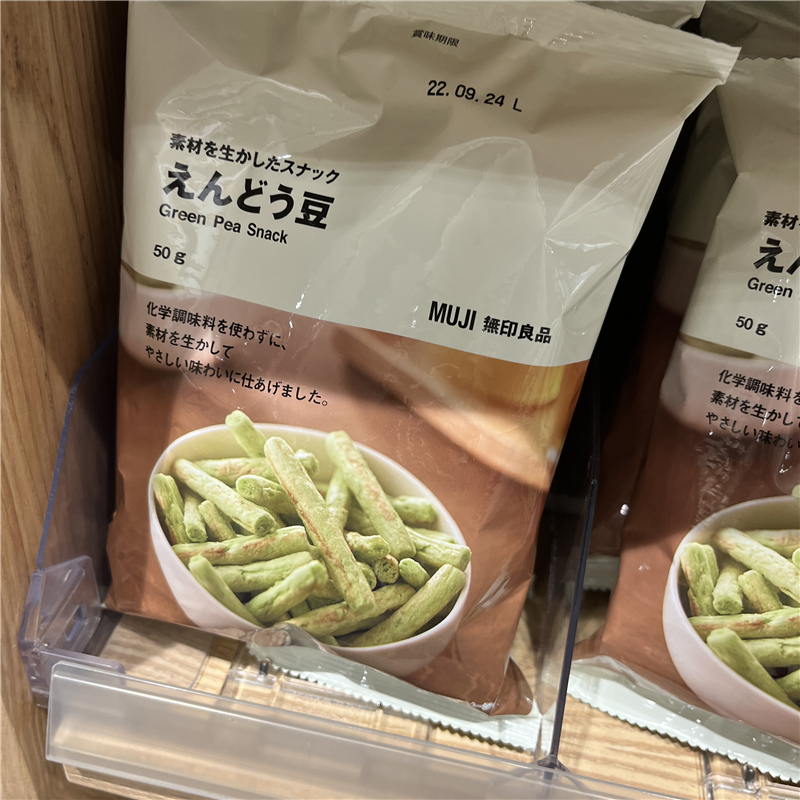 賞味期限
22.09.24 L
素材を生かしたスナック
えんどう豆
Green Pea Snack
50g
MUJI 無印良品
化学調味料を使わずに、
素材を生かして
やさしい味わいに仕あげました。
素材
えん
Green
50g
化学調味料を
素材を生かし
やさしい味わい